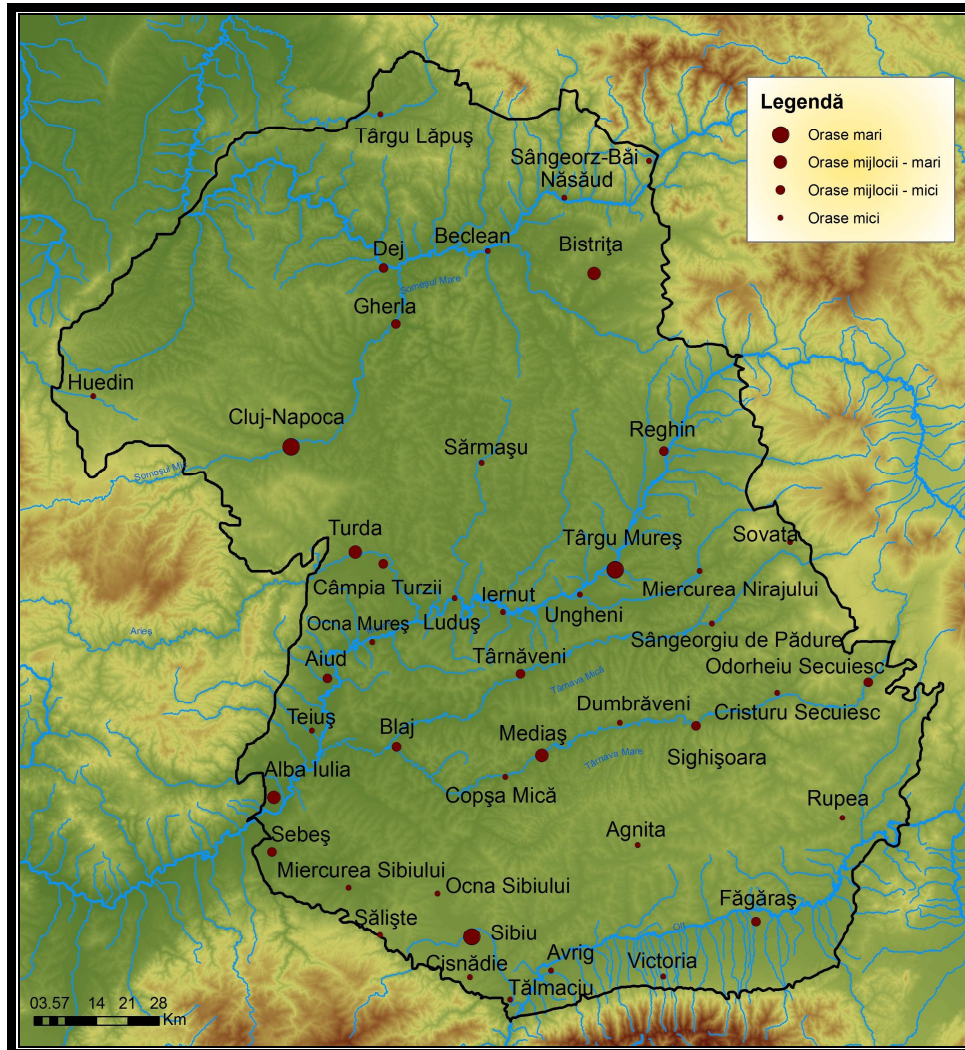 Legendă
Orase mari
Orase mijlocii - mari
Orase mijlocii - mici
Orase mici
Târgu Lăpuş
Sângeorz-Băi
Năsăud
Beclean
Bistriţa
Dej
Someşul Mare
Gherla
Huedin
Cluj-Napoca
Sărmaşu
Reghin
Someşul Mic
Turda
Târgu Mureş
Sovata
Câmpia Turzii
Iernut
Miercurea Nirajului
Ocna Mureş
Luduş
Ungheni
Arieş
Sângeorgiu de Pădure
Aiud
Târnăveni
Odorheiu Secuiesc
Târnava Mică
Teiuş
Blaj
Dumbrăveni
Cristuru Secuiesc
Mediaş
Târnava Mare
Sighişoara
Alba Iulia
Copşa Mică
Rupea
Sebeş
Agnita
Miercurea Sibiului
Ocna Sibiului
Sălişte
Făgăraş
Sibiu
Olt
Cisnădie
Avrig
Victoria
Tălmaciu
03.57 14 21 28
Km